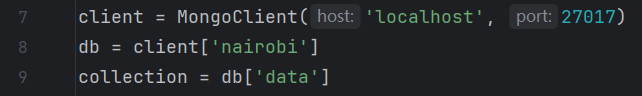 7 client = MongoClient( host: 'localhost', port: 27017)
8 db = client['nairobi']
9 collection = db['data']